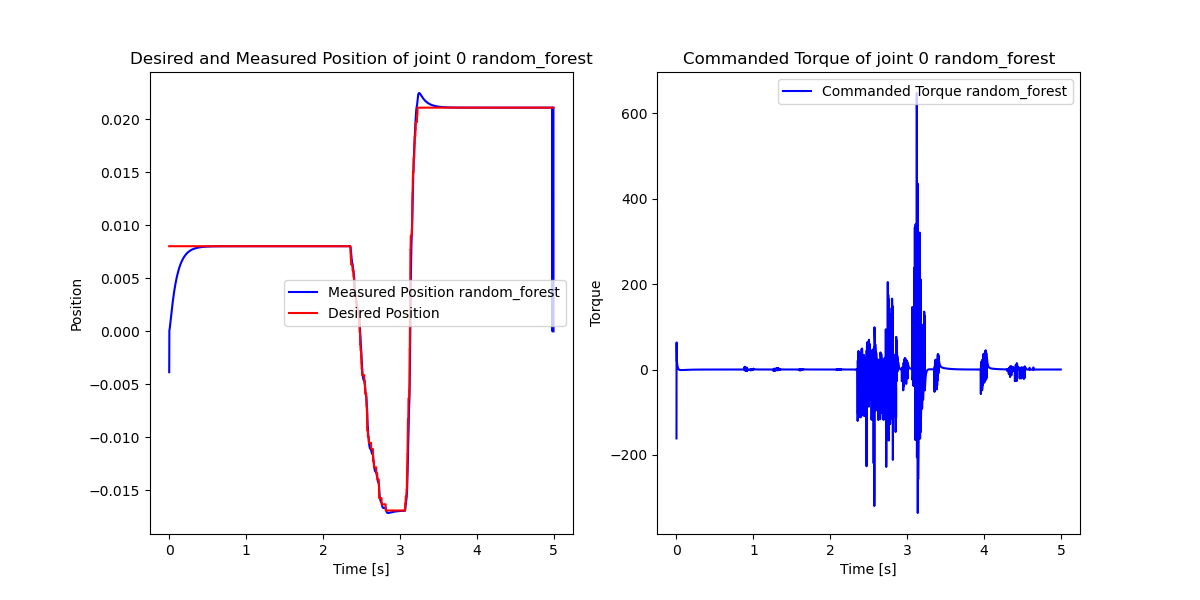 Desired and Measured Position of joint 0 random_forest
Position
0.020
0.015
0.010
0.005
0.000
−0.005
−0.010
−0.015
Measured Position random_forest
Desired Position
0 1 2 3 4 5
Time [s]
Commanded Torque of joint 0 random_forest
Torque
600
400
200
0
−200
Commanded Torque random_forest
0 1 2 3 4 5
Time [s]